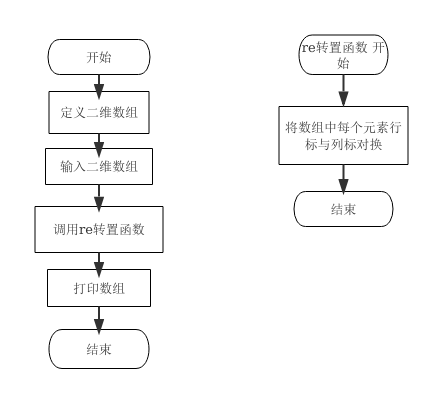 开始
定义二维数组
输入二维数组
调用re转置函数
打印数组
结束
re转置函数 开
始
将数组中每个元素行
标与列标对换
结束